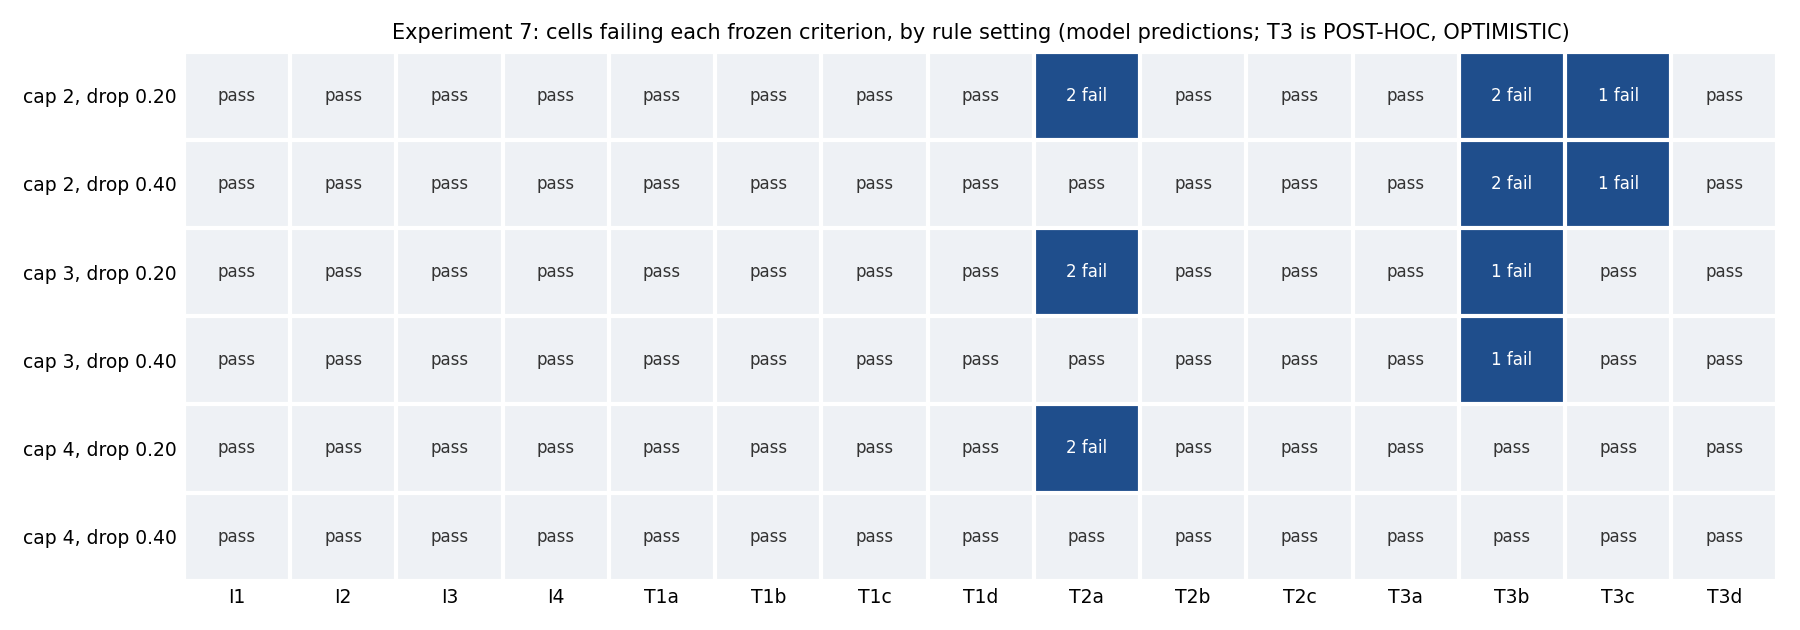 Experiment 7: cells failing each frozen criterion, by rule setting (model predictions; T3 is POST-HOC, OPTIMISTIC)
cap 2, drop 0.20 pass pass pass pass pass pass pass pass 2 fail pass pass pass 2 fail 1 fail pass
cap 2, drop 0.40 pass pass pass pass pass pass pass pass pass pass pass pass 2 fail 1 fail pass
cap 3, drop 0.20 pass pass pass pass pass pass pass pass 2 fail pass pass pass 1 fail pass pass
cap 3, drop 0.40 pass pass pass pass pass pass pass pass pass pass pass pass 1 fail pass pass
cap 4, drop 0.20 pass pass pass pass pass pass pass pass 2 fail pass pass pass pass pass pass
cap 4, drop 0.40 pass pass pass pass pass pass pass pass pass pass pass pass pass pass pass
I1 I2 I3 I4 T1a T1b T1c T1d T2a T2b T2c T3a T3b T3c T3d